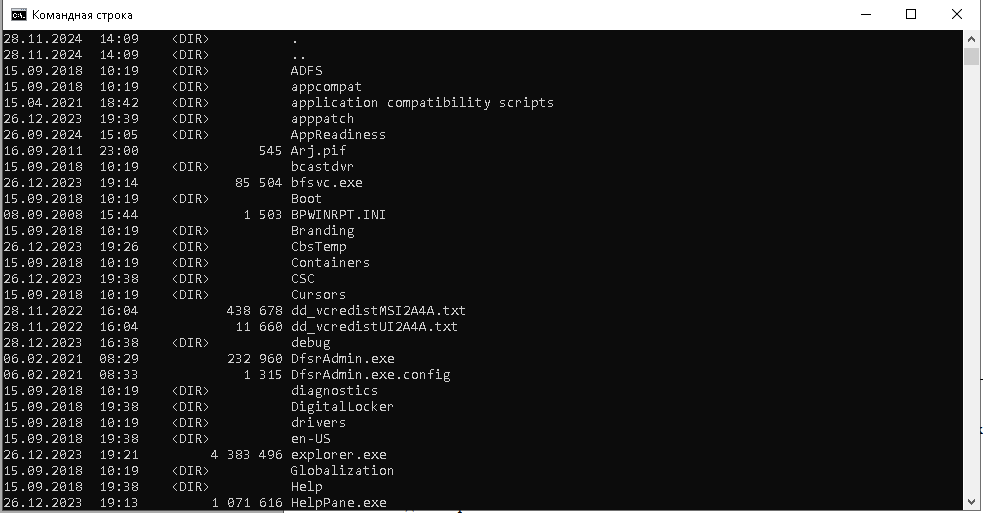 Командная строка
28.11.2024  14:09    <DIR>          .
28.11.2024  14:09    <DIR>          ..
15.09.2018  10:19    <DIR>          ADFS
15.09.2018  10:19    <DIR>          appcompat
15.04.2021  18:42    <DIR>          application compatibility scripts
26.12.2023  19:39    <DIR>          apppatch
26.09.2024  15:05    <DIR>          AppReadiness
16.09.2011  23:00               545 Arj.pif
15.09.2018  10:19    <DIR>          bcastdvr
26.12.2023  19:14            85 504 bfsvc.exe
15.09.2018  10:19    <DIR>          Boot
08.09.2008  15:44             1 503 BPWINRPT.INI
15.09.2018  10:19    <DIR>          Branding
26.12.2023  19:26    <DIR>          CbsTemp
15.09.2018  10:19    <DIR>          Containers
26.12.2023  19:38    <DIR>          CSC
15.09.2018  10:19    <DIR>          Cursors
28.11.2022  16:04           438 678 dd_vcredistMSI2A4A.txt
28.11.2022  16:04            11 660 dd_vcredistUI2A4A.txt
28.12.2023  16:38    <DIR>          debug
06.02.2021  08:29           232 960 DfsrAdmin.exe
06.02.2021  08:33             1 315 DfsrAdmin.exe.config
15.09.2018  10:19    <DIR>          diagnostics
15.09.2018  19:38    <DIR>          DigitalLocker
15.09.2018  10:19    <DIR>          drivers
15.09.2018  19:38    <DIR>          en-US
26.12.2023  19:21         4 383 496 explorer.exe
15.09.2018  10:19    <DIR>          Globalization
15.09.2018  19:38    <DIR>          Help
26.12.2023  19:13         1 071 616 HelpPane.exe